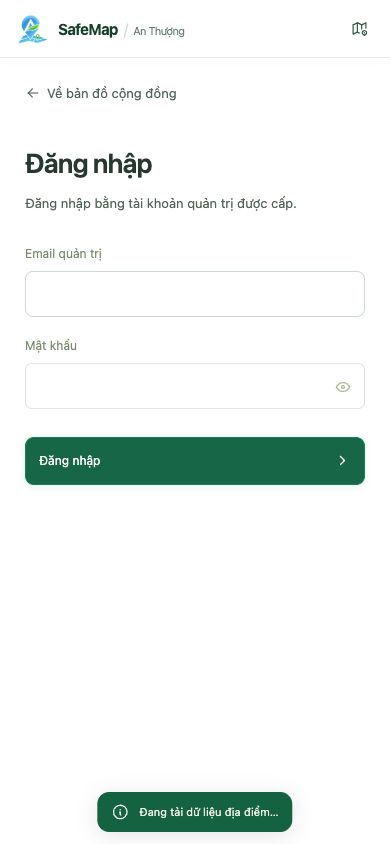 SafeMap / An Thượng
Về bản đồ cộng đồng
Đăng nhập
Đăng nhập bằng tài khoản quản trị được cấp.
Email quản trị
Mật khẩu
Đăng nhập
Đang tải dữ liệu địa điểm...